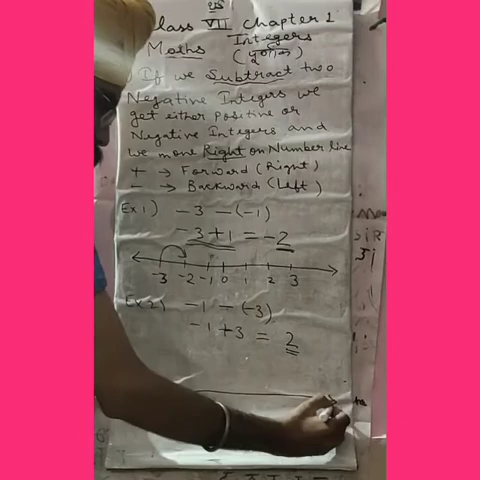 Class VII Chapter 1
Maths Integers
(पूर्णांक)
If we Subtract two
Negative Integers we
get either Positive or
Negative Integers and
we move Right on Number line
+ → Forward (Right)
- → Backward (Left)
Ex 1) -3 - (-1)
-3 + 1 = -2
-3 -2 -1 0 1 2 3
Ex 2) -1 - (-3)
-1 + 3 = 2